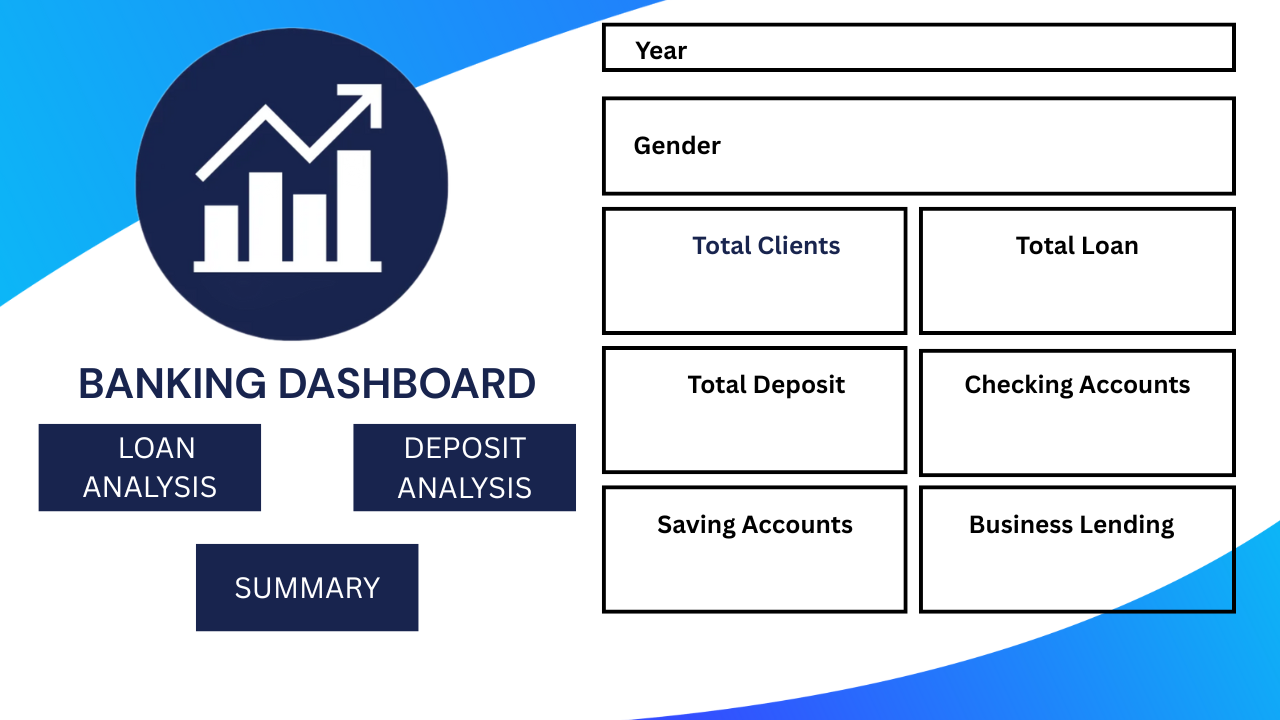 BANKING DASHBOARD
LOAN
ANALYSIS
DEPOSIT
ANALYSIS
SUMMARY
Year
Gender
Total Clients
Total Loan
Total Deposit
Checking Accounts
Saving Accounts
Business Lending